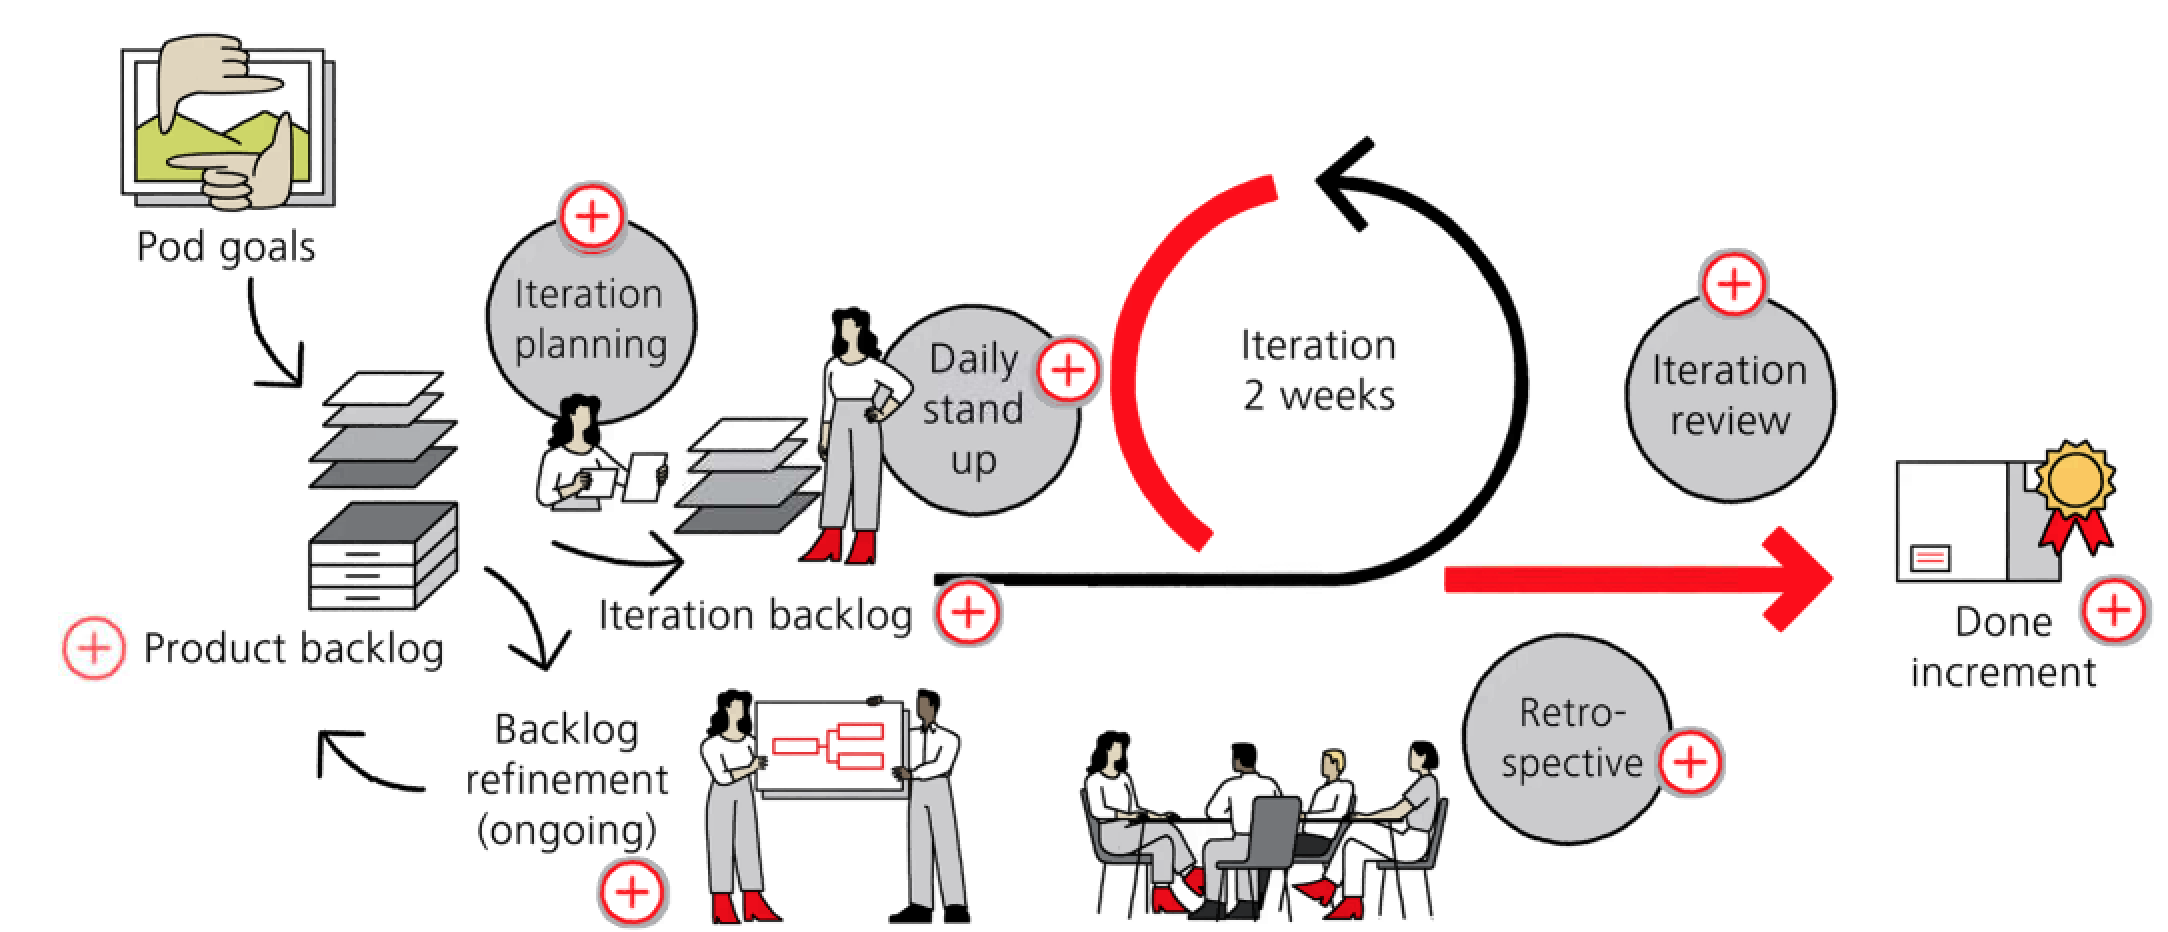 Pod goals
Iteration
planning
Daily
stand
up
Iteration
2 weeks
Iteration
review
Iteration backlog
Product backlog
Done
increment
Backlog
refinement
(ongoing)
Retro-
spective